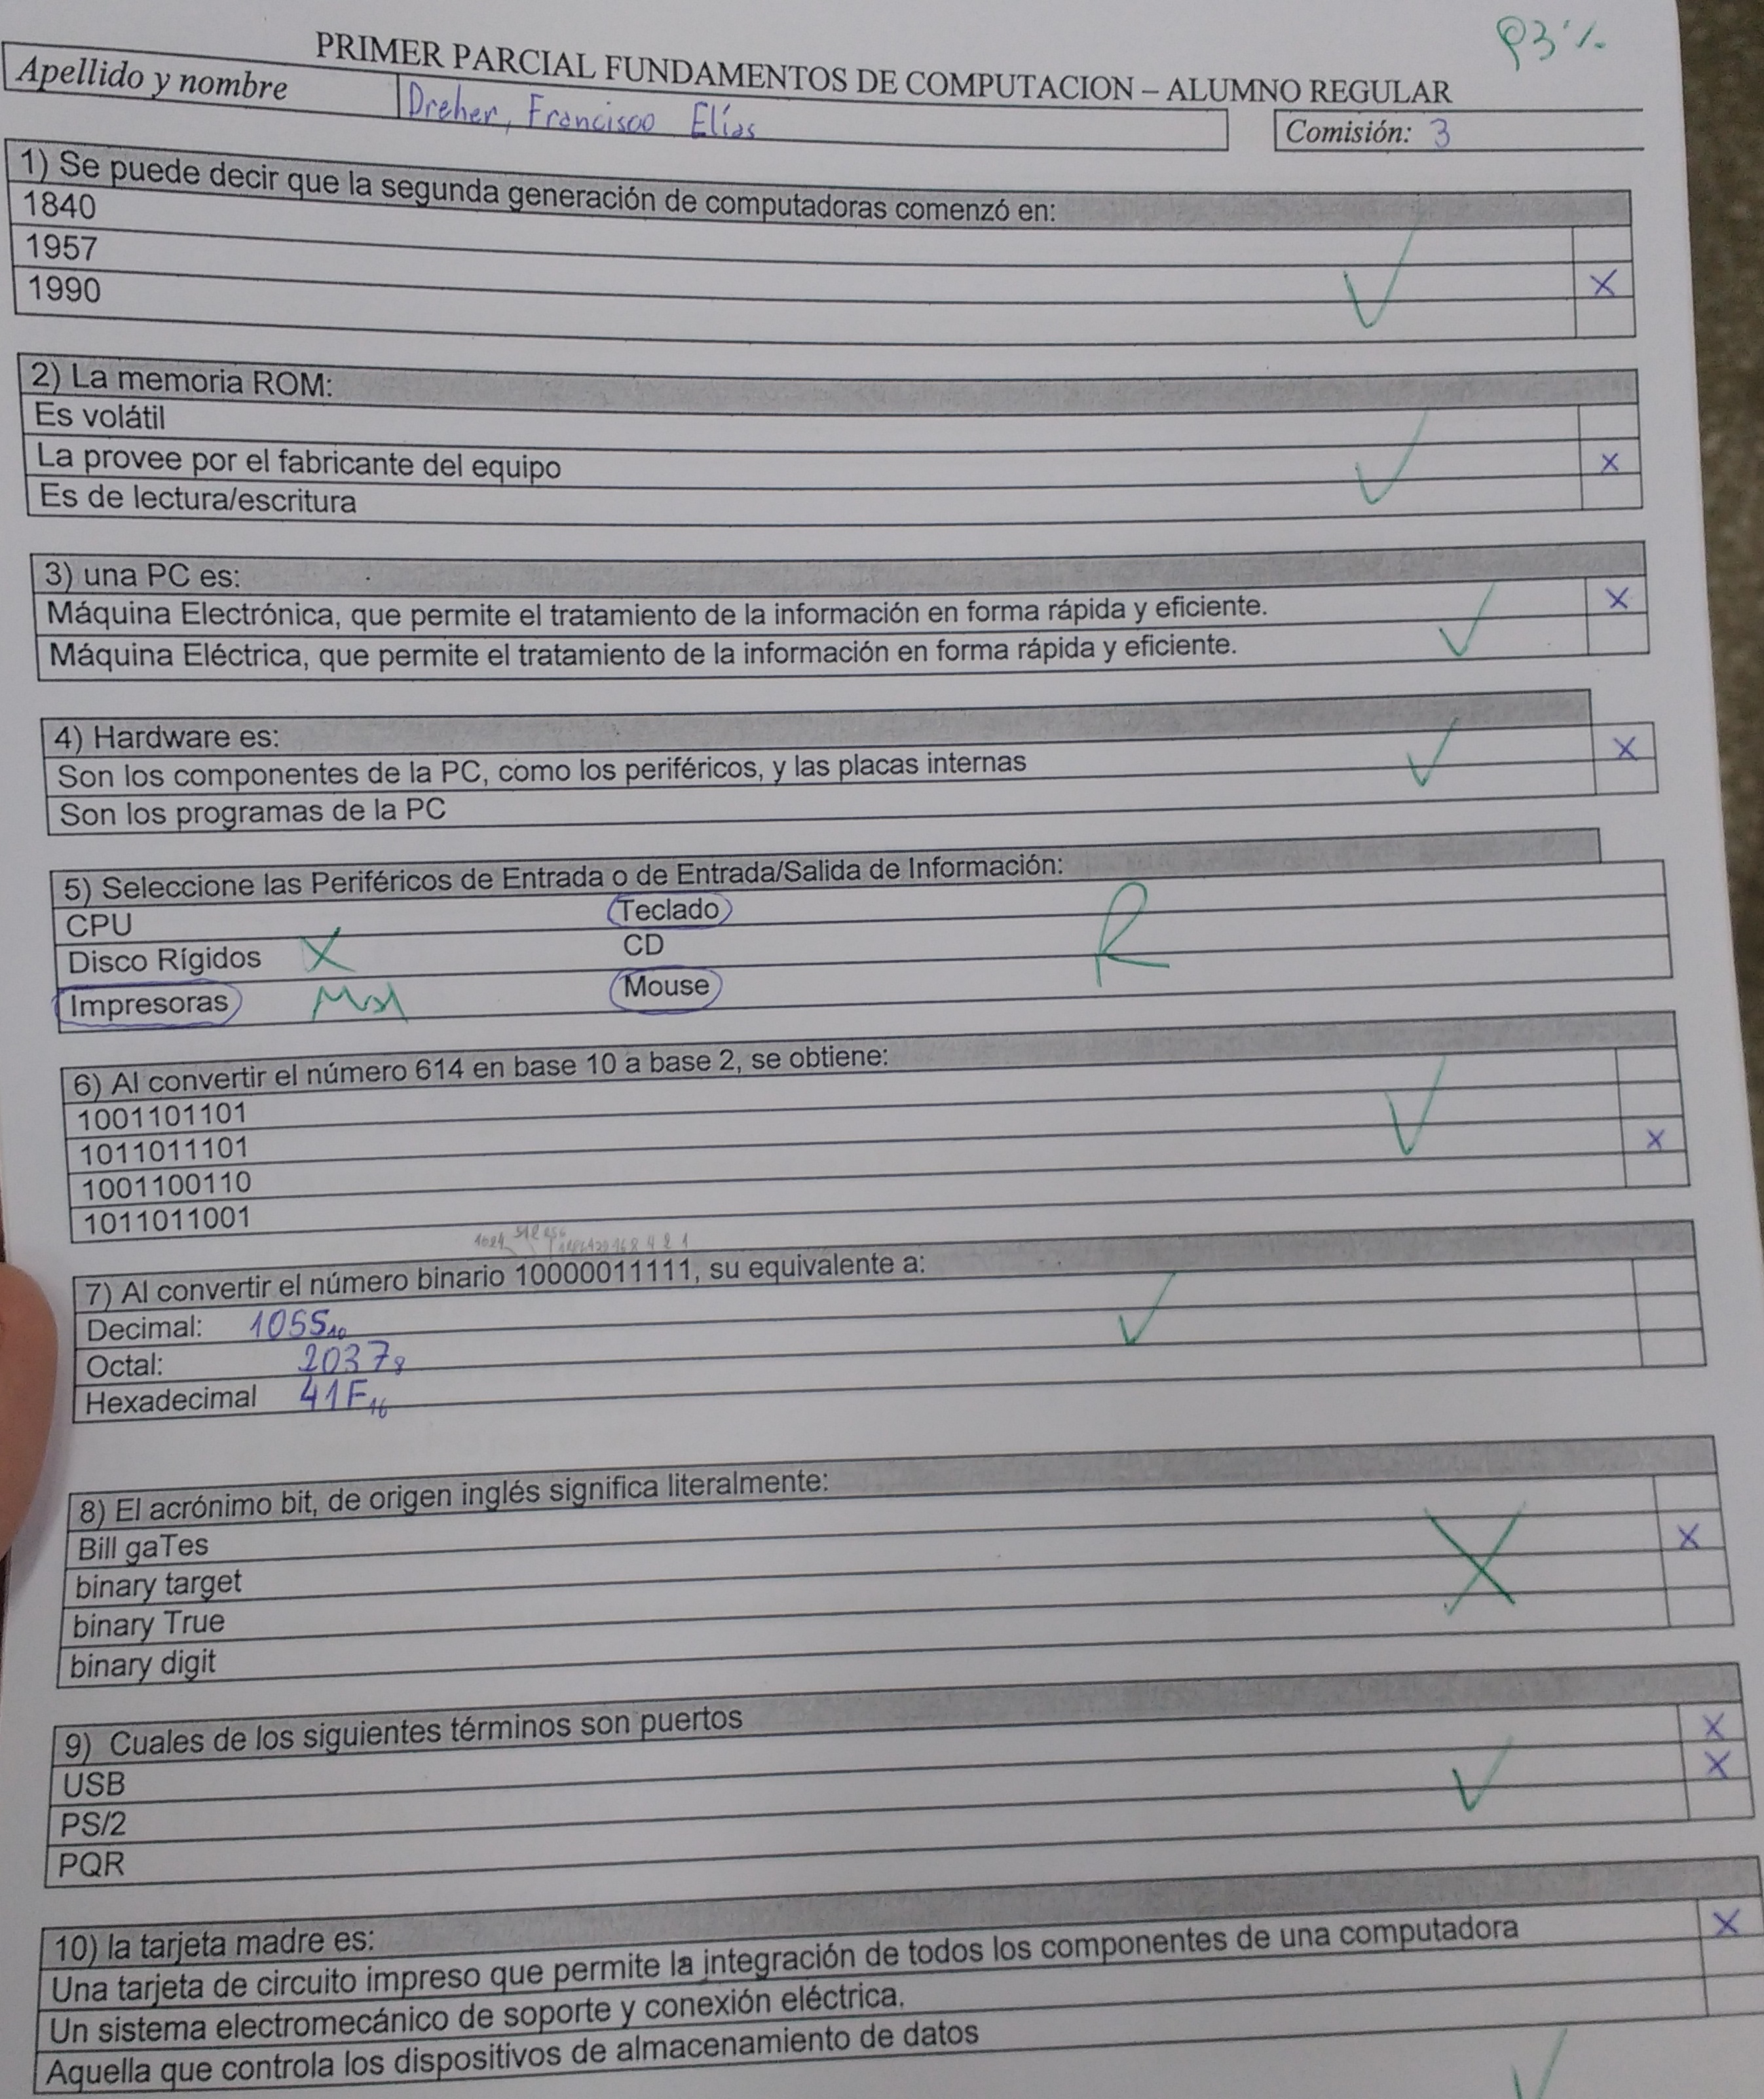 93%
PRIMER PARCIAL FUNDAMENTOS DE COMPUTACION – ALUMNO REGULAR
Apellido y nombre Dreher, Francisco Elías Comisión: 3
1) Se puede decir que la segunda generación de computadoras comenzó en:
1840
1957 X
1990
2) La memoria ROM:
Es volátil
La provee por el fabricante del equipo X
Es de lectura/escritura
3) una PC es:
Máquina Electrónica, que permite el tratamiento de la información en forma rápida y eficiente. X
Máquina Eléctrica, que permite el tratamiento de la información en forma rápida y eficiente.
4) Hardware es:
Son los componentes de la PC, como los periféricos, y las placas internas X
Son los programas de la PC
5) Seleccione las Periféricos de Entrada o de Entrada/Salida de Información:
CPU Teclado R
Disco Rígidos X CD
Impresoras Mouse
6) Al convertir el número 614 en base 10 a base 2, se obtiene:
1001101101
1011011101
1001100110 X
1011011001
1024 512 256 8 4 2 1
7) Al convertir el número binario 10000011111, su equivalente a:
Decimal: 1055₁₀
Octal: 2037₈
Hexadecimal 41F₁₆
8) El acrónimo bit, de origen inglés significa literalmente:
Bill gaTes
binary target X
binary True
binary digit
9) Cuales de los siguientes términos son puertos
USB X
PS/2 X
PQR
10) la tarjeta madre es:
Una tarjeta de circuito impreso que permite la integración de todos los componentes de una computadora X
Un sistema electromecánico de soporte y conexión eléctrica.
Aquella que controla los dispositivos de almacenamiento de datos